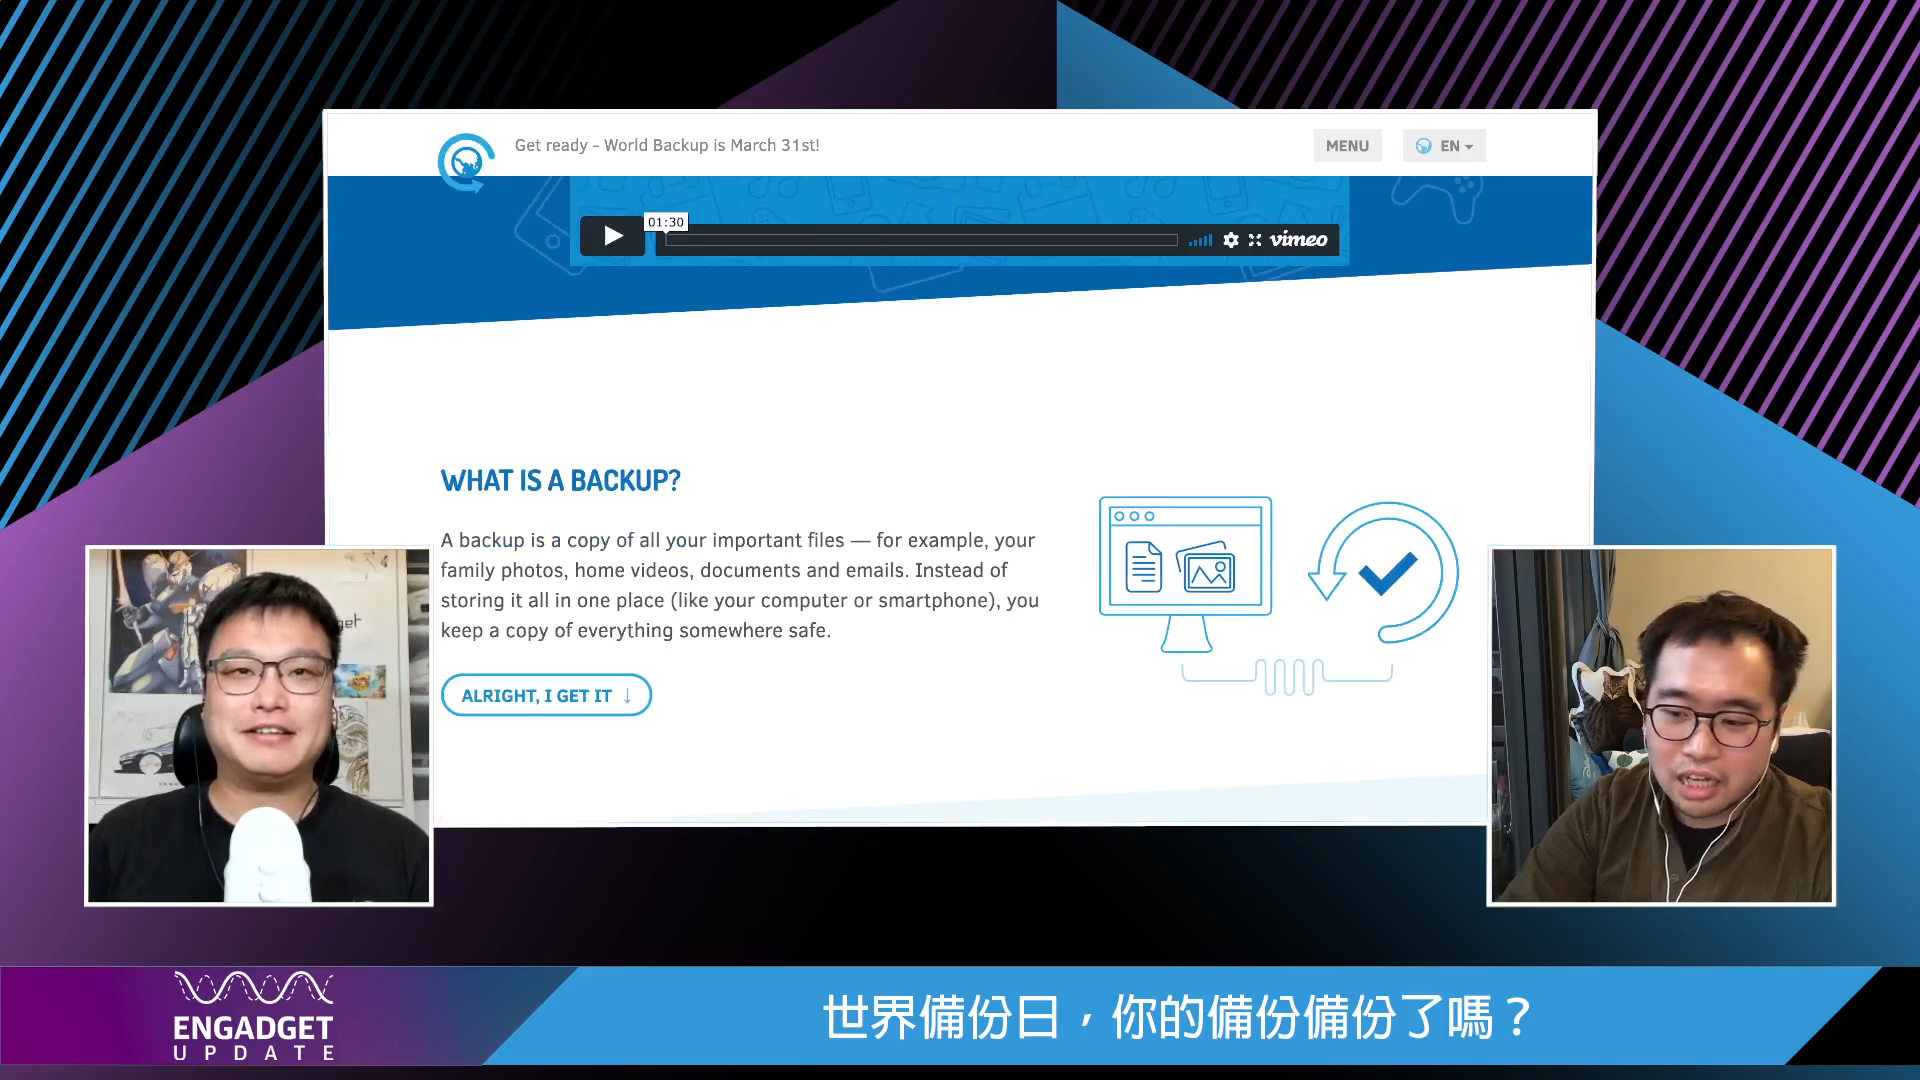 Get ready - World Backup is March 31st!
MENU
EN
01:30
vimeo
WHAT IS A BACKUP?
A backup is a copy of all your important files — for example, your
family photos, home videos, documents and emails. Instead of
storing it all in one place (like your computer or smartphone), you
keep a copy of everything somewhere safe.
ALRIGHT, I GET IT ↓
ENGADGET
UPDATE
世界備份日，你的備份備份了嗎？